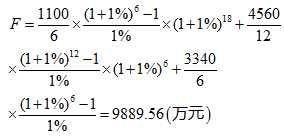 F = 1100/6 × ((1+1%)^6 −1)/1% × (1+1%)^18 + 4560/12
× ((1+1%)^12 −1)/1% × (1+1%)^6 + 3340/6
× ((1+1%)^6 −1)/1% = 9889.56(万元)